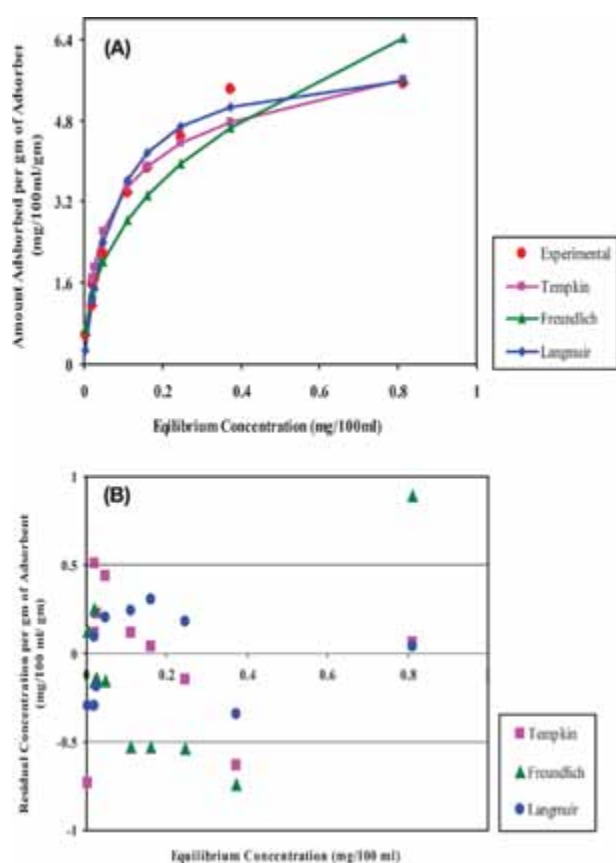 (A)
6.4
4.8
3.2
1.6
0
0
0.2
0.4
0.6
0.8
1
Amount Adsborbed per gm of Adsorbet
(mg/100ml/gm)
Eqilibrium Concentration (mg/100ml)
Experimental
Tempkin
Freundlich
Langmuir
(B)
1
0.5
0
-0.5
-1
0.2
0.4
0.6
0.8
1
Residual Concentration per gm of Adsorbent
(mg/100 ml/ gm)
Equilibrium Concentration (mg/100 ml)
Tempkin
Freundlich
Langmuir